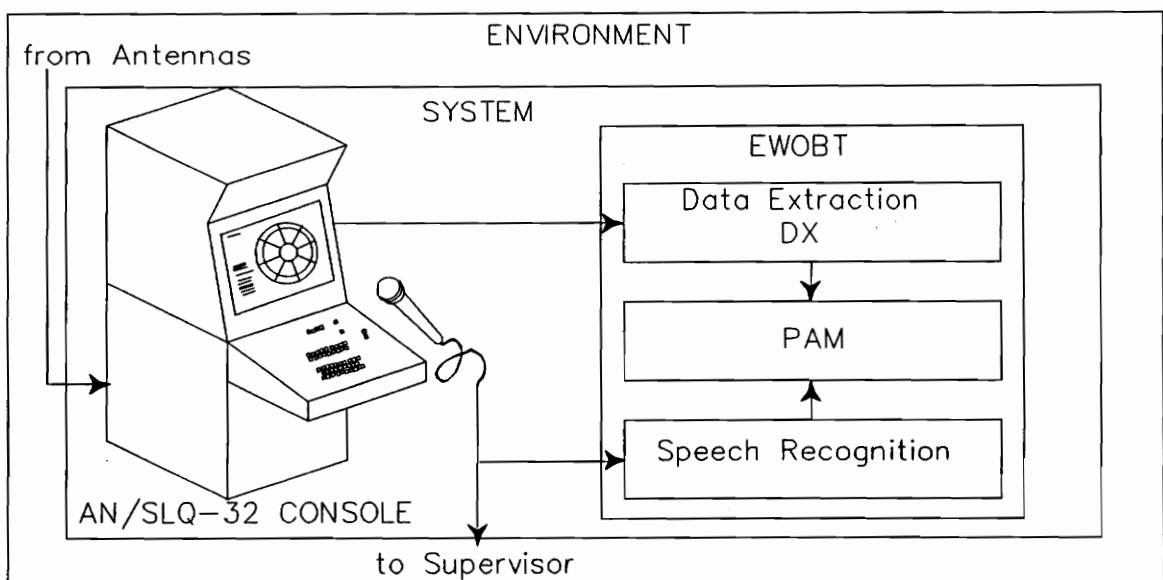 ENVIRONMENT
from Antennas
SYSTEM
EWOBT
Data Extraction
DX
PAM
Speech Recognition
AN/SLQ-32 CONSOLE
to Supervisor